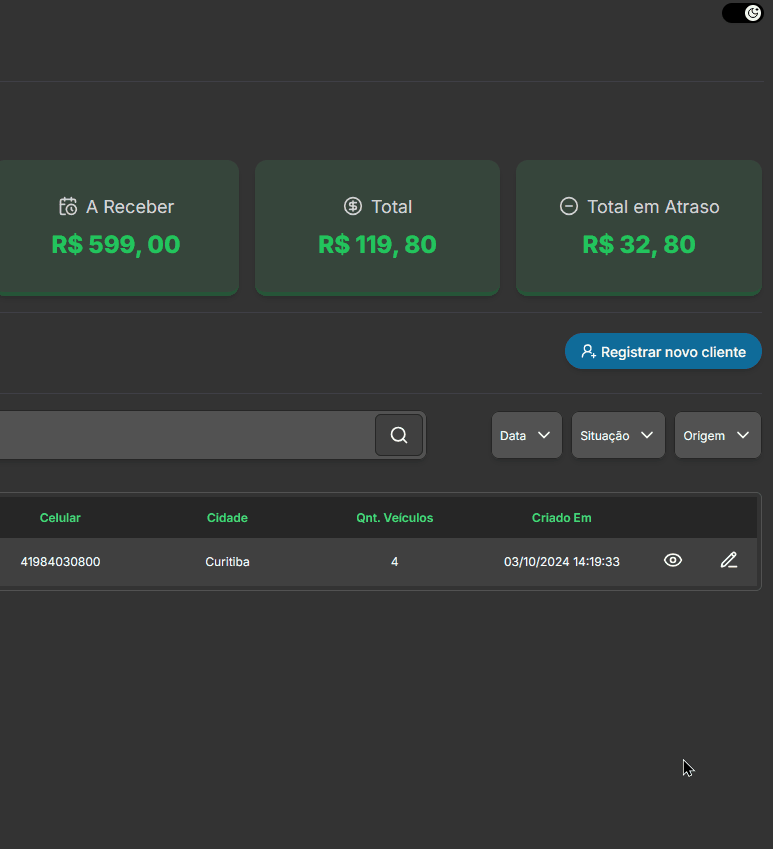 A Receber
R$ 599, 00
Total
R$ 119, 80
Total em Atraso
R$ 32, 80
Registrar novo cliente
Data
Situação
Origem
Celular Cidade Qnt. Veículos Criado Em
41984030800 Curitiba 4 03/10/2024 14:19:33